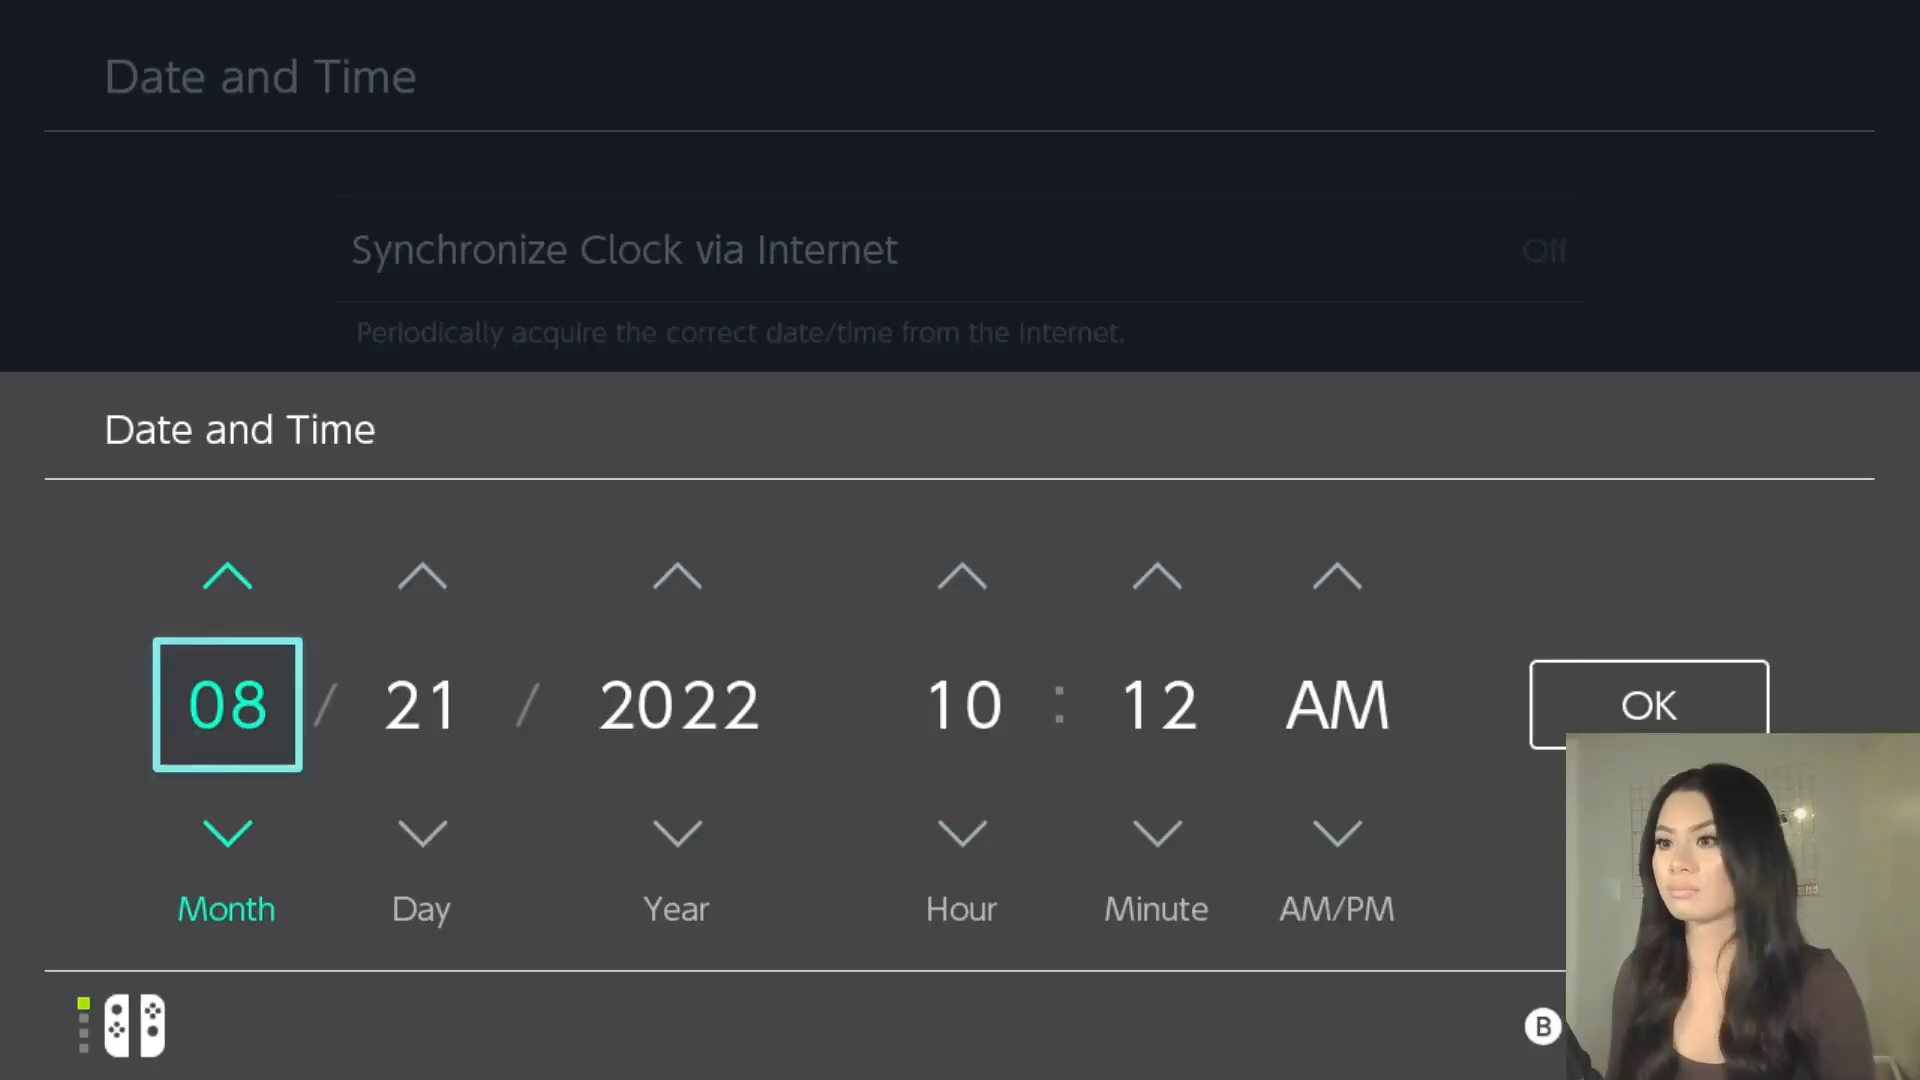 Date and Time
Synchronize Clock via Internet Off
Periodically acquire the correct date/time from the Internet.
Date and Time
08 / 21 / 2022 10 : 12 AM OK
Month Day Year Hour Minute AM/PM
B